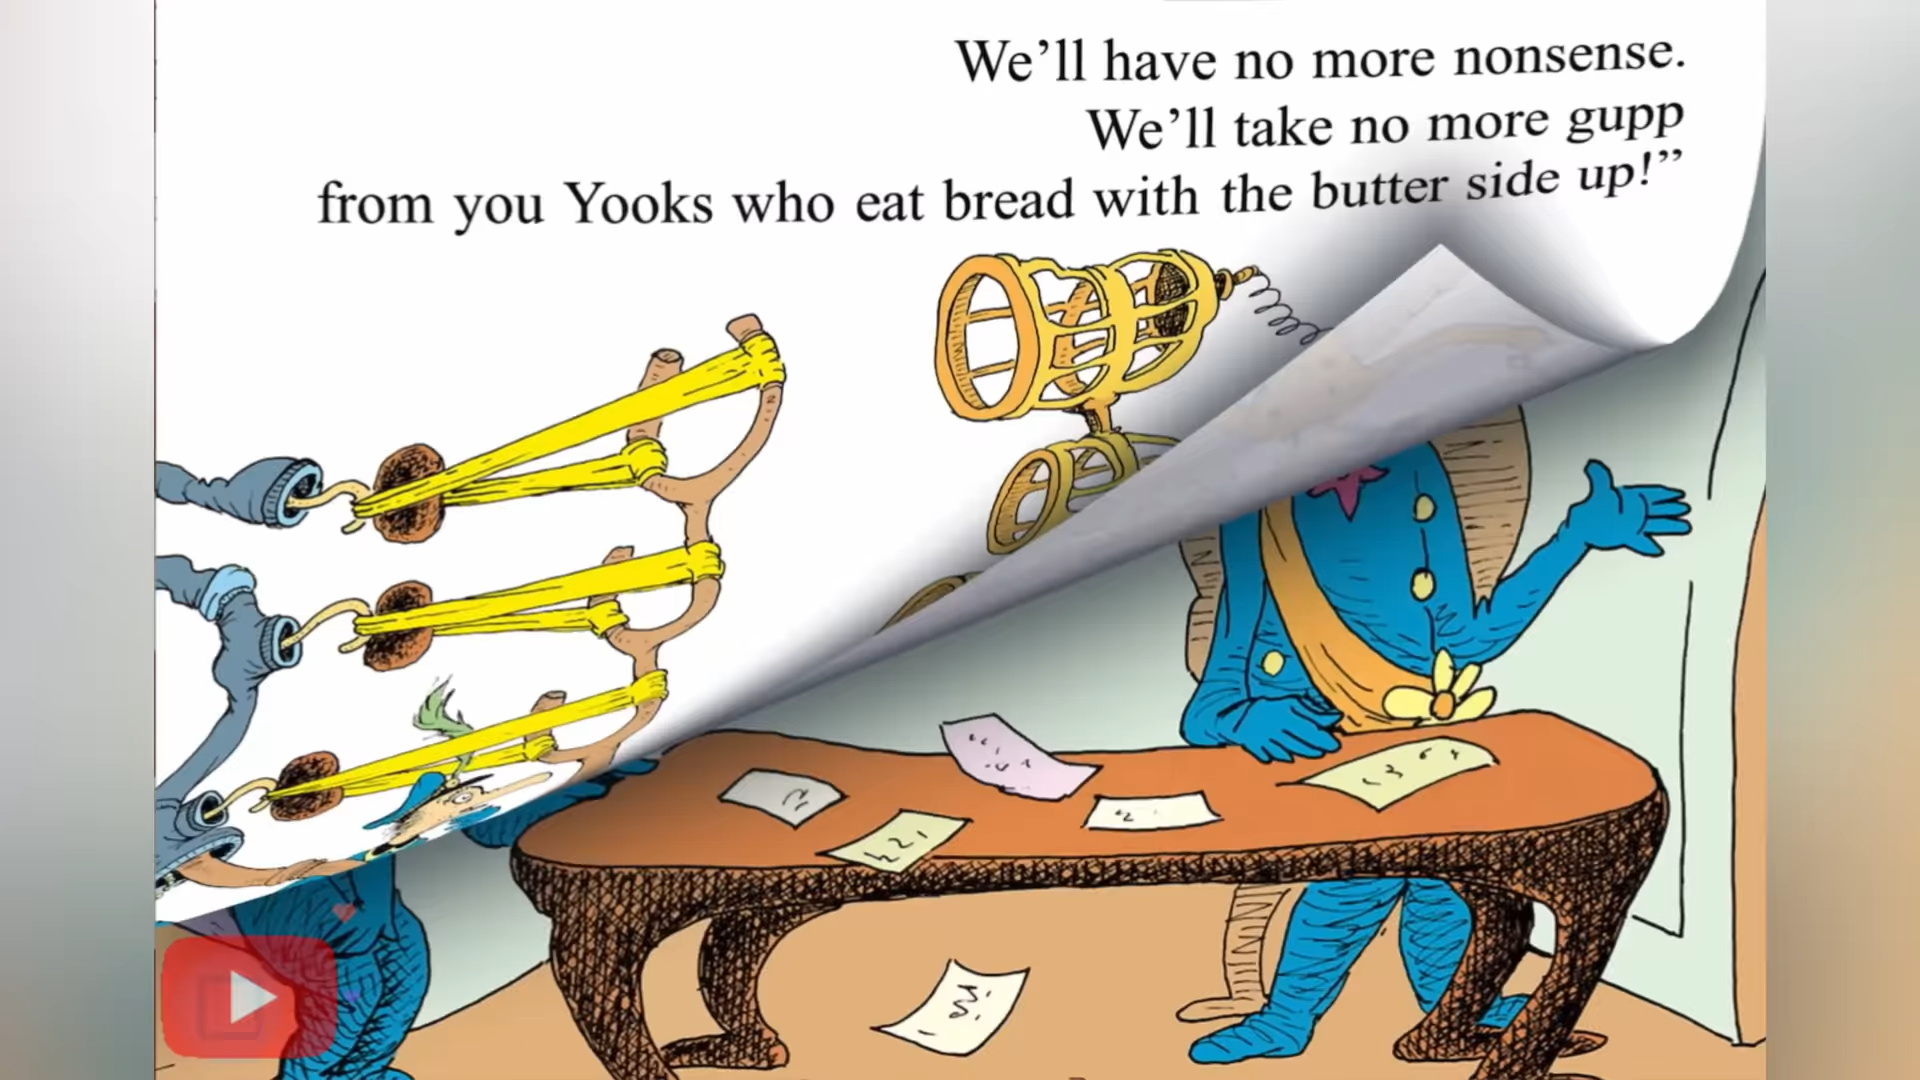 We’ll have no more nonsense.
We’ll take no more gupp
from you Yooks who eat bread with the butter side up!”